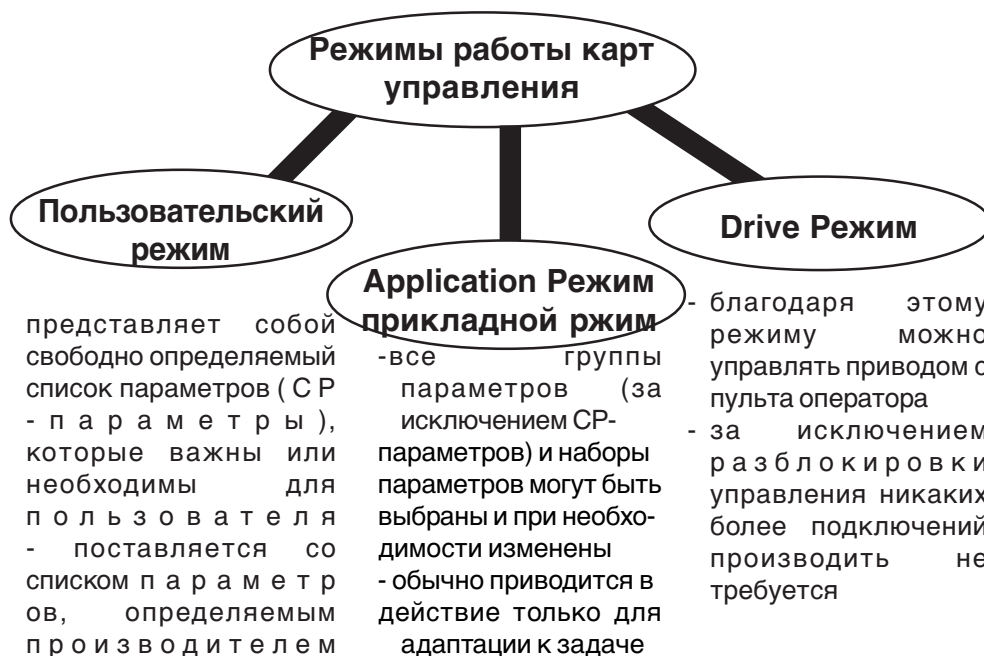 Режимы работы карт
управления
Пользовательский
режим
Application Режим
прикладной ржим
Drive Режим
представляет собой
свободно определяемый
список параметров ( С Р
- п а р а м е т р ы ),
которые важны или
необходимы для
п о л ь з о в а т е л я
- поставляется со
списком п а р а м е т р
ов, определяемым
п р о и з в о д и т е л е м
-все группы
параметров (за
исключением СР-
параметров) и наборы
параметров могут быть
выбраны и при необхо-
димости изменены
- обычно приводится в
действие только для
адаптации к задаче
- благодаря этому
режиму можно
управлять приводом с
пульта оператора
- за исключением
р а з б л о к и р о в к и
управления никаких
более подключений
производить не
требуется